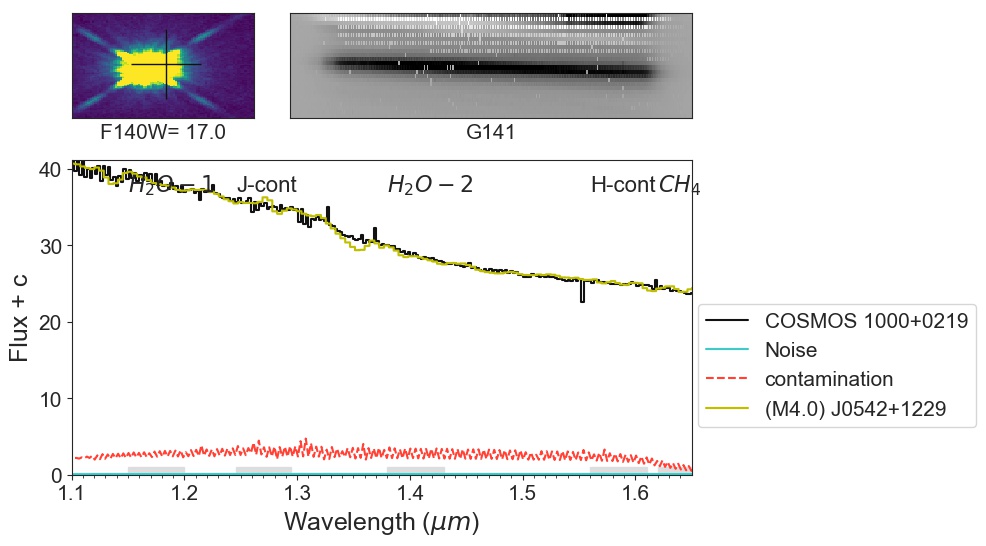 F140W= 17.0
G141
H₂O − 1 J-cont H₂O − 2 H-cont CH₄
40
30
20
10
0
Flux + c
1.1 1.2 1.3 1.4 1.5 1.6
Wavelength (μm)
COSMOS 1000+0219
Noise
contamination
(M4.0) J0542+1229